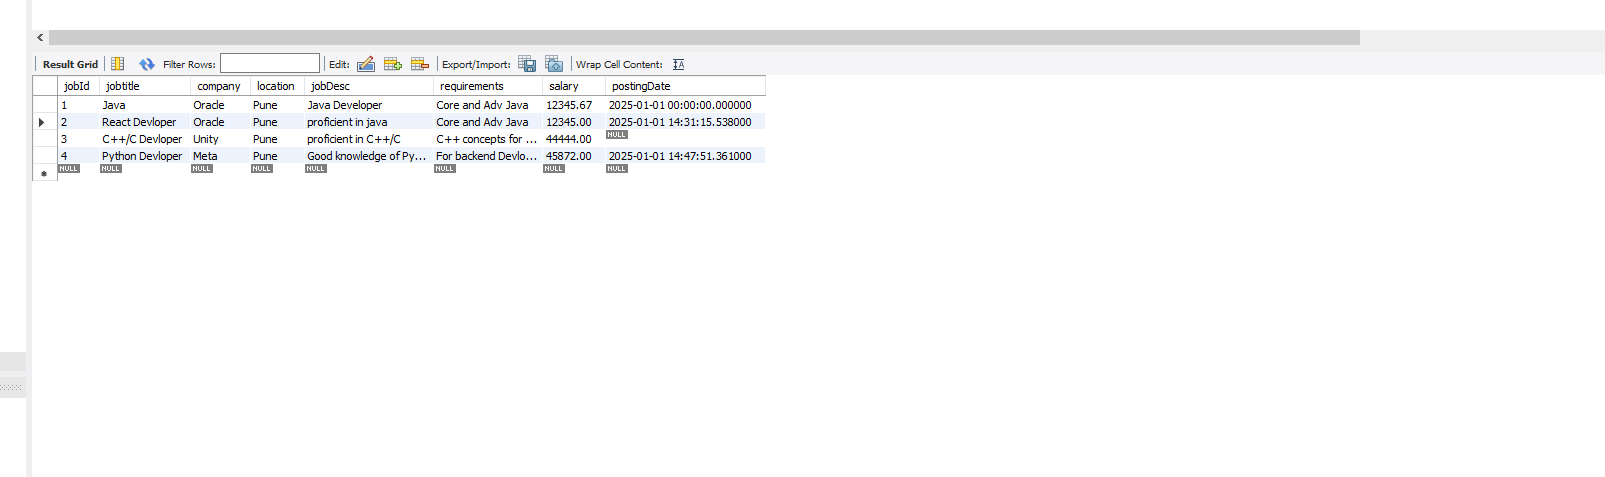 Result Grid Filter Rows: Edit: Export/Import: Wrap Cell Content:
jobId jobtitle company location jobDesc requirements salary postingDate
1 Java Oracle Pune Java Developer Core and Adv Java 12345.67 2025-01-01 00:00:00.000000
2 React Devloper Oracle Pune proficient in java Core and Adv Java 12345.00 2025-01-01 14:31:15.538000
3 C++/C Devloper Unity Pune proficient in C++/C C++ concepts for ... 44444.00 NULL
4 Python Devloper Meta Pune Good knowledge of Py... For backend Devlo... 45872.00 2025-01-01 14:47:51.361000
NULL NULL NULL NULL NULL NULL NULL NULL